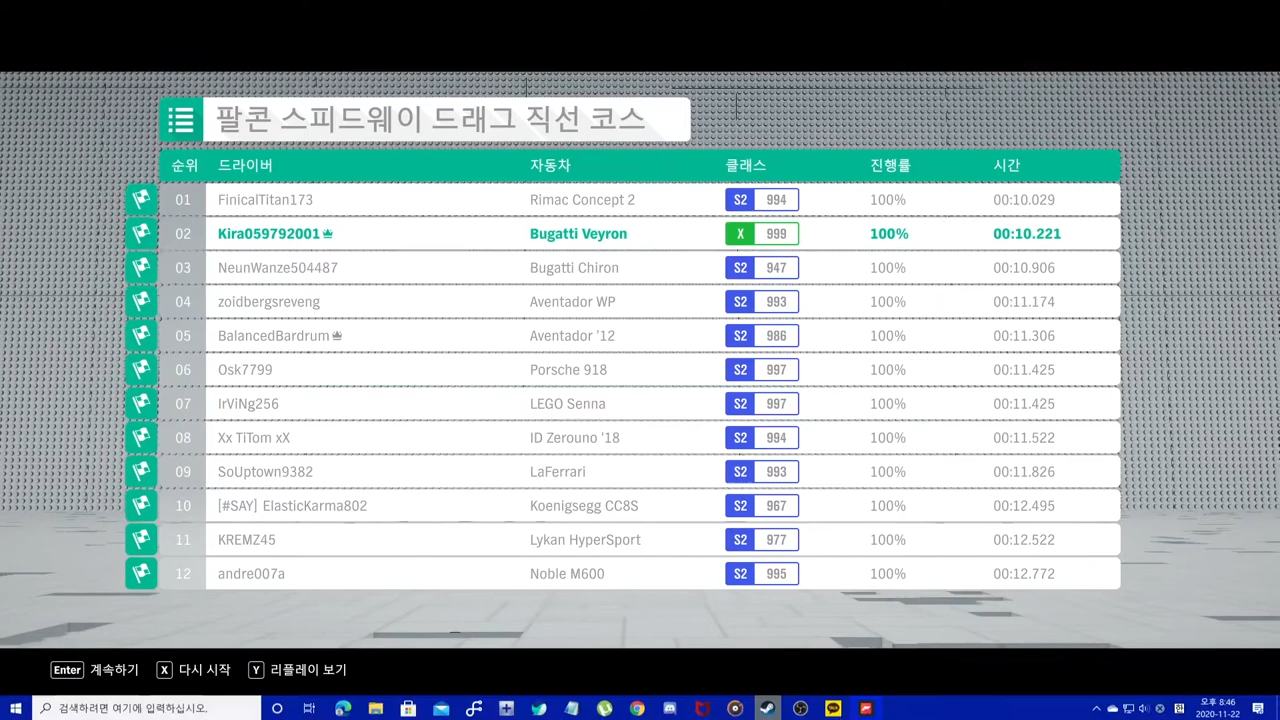 팔콘 스피드웨이 드래그 직선 코스
순위 드라이버 자동차 클래스 진행률 시간
01 FinicalTitan173 Rimac Concept 2 S2 994 100% 00:10.029
02 Kira059792001 Bugatti Veyron X 999 100% 00:10.221
03 NeunWanze504487 Bugatti Chiron S2 947 100% 00:10.906
04 zoidbergsreveng Aventador WP S2 993 100% 00:11.174
05 BalancedBardrum Aventador '12 S2 986 100% 00:11.306
06 Osk7799 Porsche 918 S2 997 100% 00:11.425
07 IrViNg256 LEGO Senna S2 997 100% 00:11.425
08 Xx TiTom xX ID Zerouno '18 S2 994 100% 00:11.522
09 SoUptown9382 LaFerrari S2 993 100% 00:11.826
10 [#SAY] ElasticKarma802 Koenigsegg CC8S S2 967 100% 00:12.495
11 KREMZ45 Lykan HyperSport S2 977 100% 00:12.522
12 andre007a Noble M600 S2 995 100% 00:12.772
Enter 계속하기 X 다시 시작 Y 리플레이 보기
검색하려면 여기에 입력하십시오.
TALK
한
오후 8:46
2020-11-22